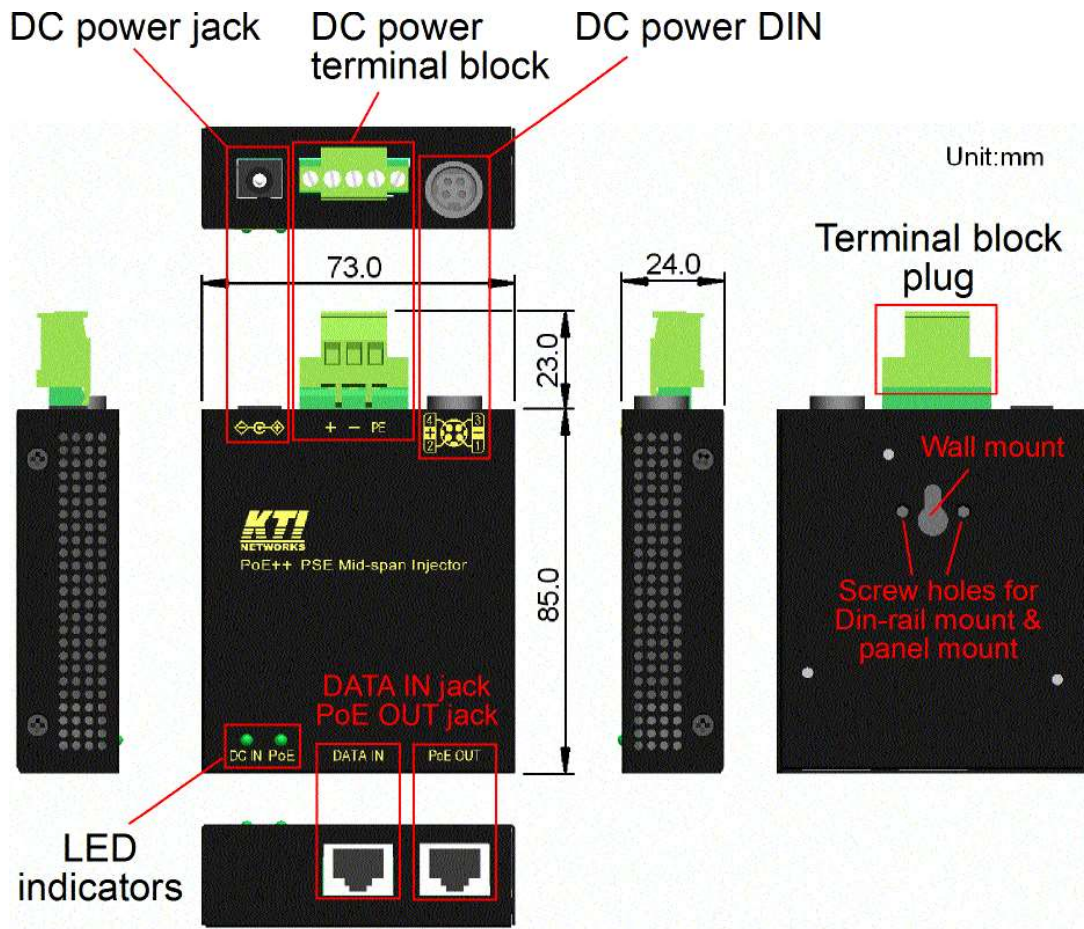 DC power jack
DC power
terminal block
DC power DIN
Unit:mm
Terminal block
plug
73.0
24.0
23.0
+ − PE
4 3
+ −
2 1
Wall mount
KTI
NETWORKS
PoE++ PSE Mid-span Injector
85.0
Screw holes for
Din-rail mount &
panel mount
DATA IN jack
PoE OUT jack
DC IN PoE
DATA IN
PoE OUT
LED
indicators